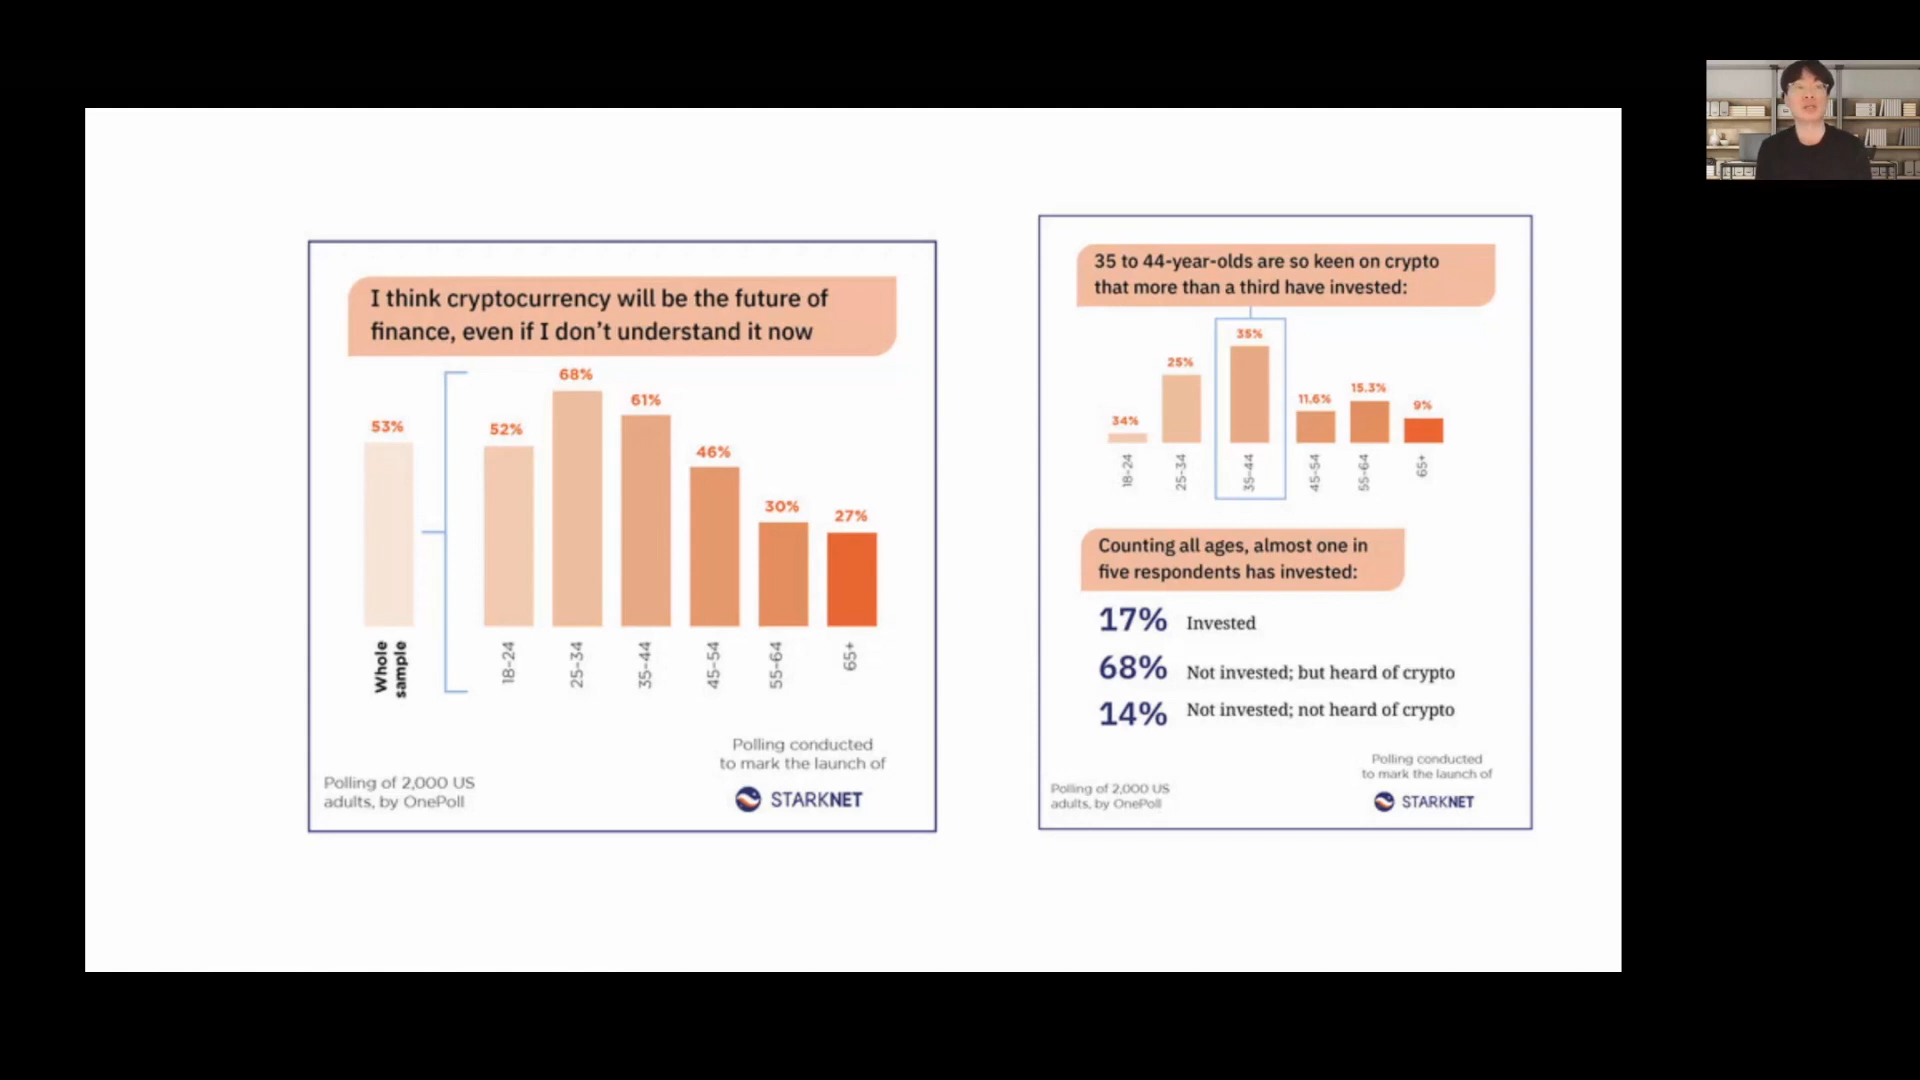 I think cryptocurrency will be the future of
finance, even if I don't understand it now
53%
52%
68%
61%
46%
30%
27%
Whole
sample
18-24
25-34
35-44
45-54
55-64
65+
Polling of 2,000 US
adults, by OnePoll
Polling conducted
to mark the launch of
STARKNET
35 to 44-year-olds are so keen on crypto
that more than a third have invested:
34%
25%
35%
11.6%
15.3%
9%
18-24
25-34
35-44
45-54
55-64
65+
Counting all ages, almost one in
five respondents has invested:
17% Invested
68% Not invested; but heard of crypto
14% Not invested; not heard of crypto
Polling of 2,000 US
adults, by OnePoll
Polling conducted
to mark the launch of
STARKNET